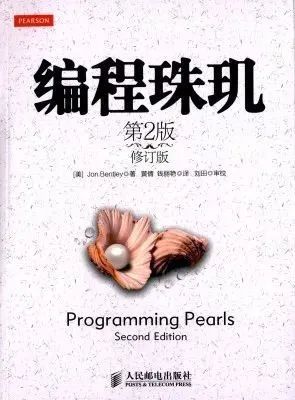 PEARSON
编程珠玑
第2版
修订版
[美] Jon Bentley◎著 黄倩 钱丽艳◎译 刘田◎审校
Programming Pearls
Second Edition
人民邮电出版社
POSTS & TELECOM PRESS